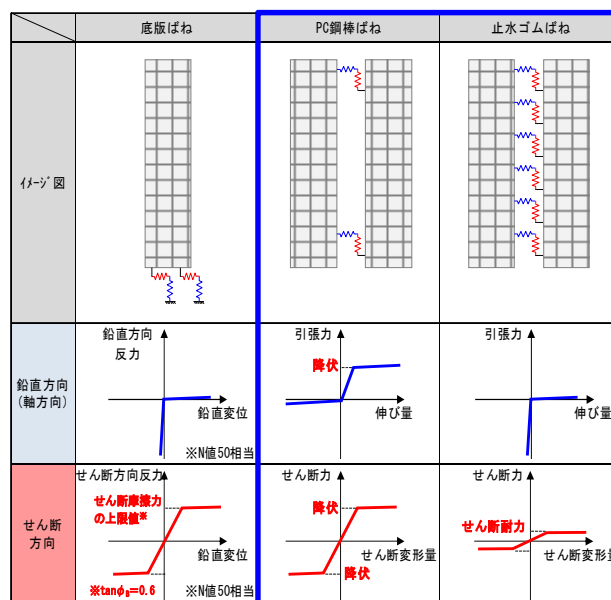 底版ばね
PC鋼棒ばね
止水ゴムばね
ｲﾒｰｼﾞ図
鉛直方向
(軸方向)
鉛直方向
反力
鉛直変位
※N値50相当
引張力
降伏
伸び量
引張力
伸び量
せん断
方向
せん断方向反力
せん断摩擦力
の上限値※
鉛直変位
※tanφB=0.6
※N値50相当
せん断力
降伏
せん断変形量
降伏
せん断力
せん断耐力
せん断変形量